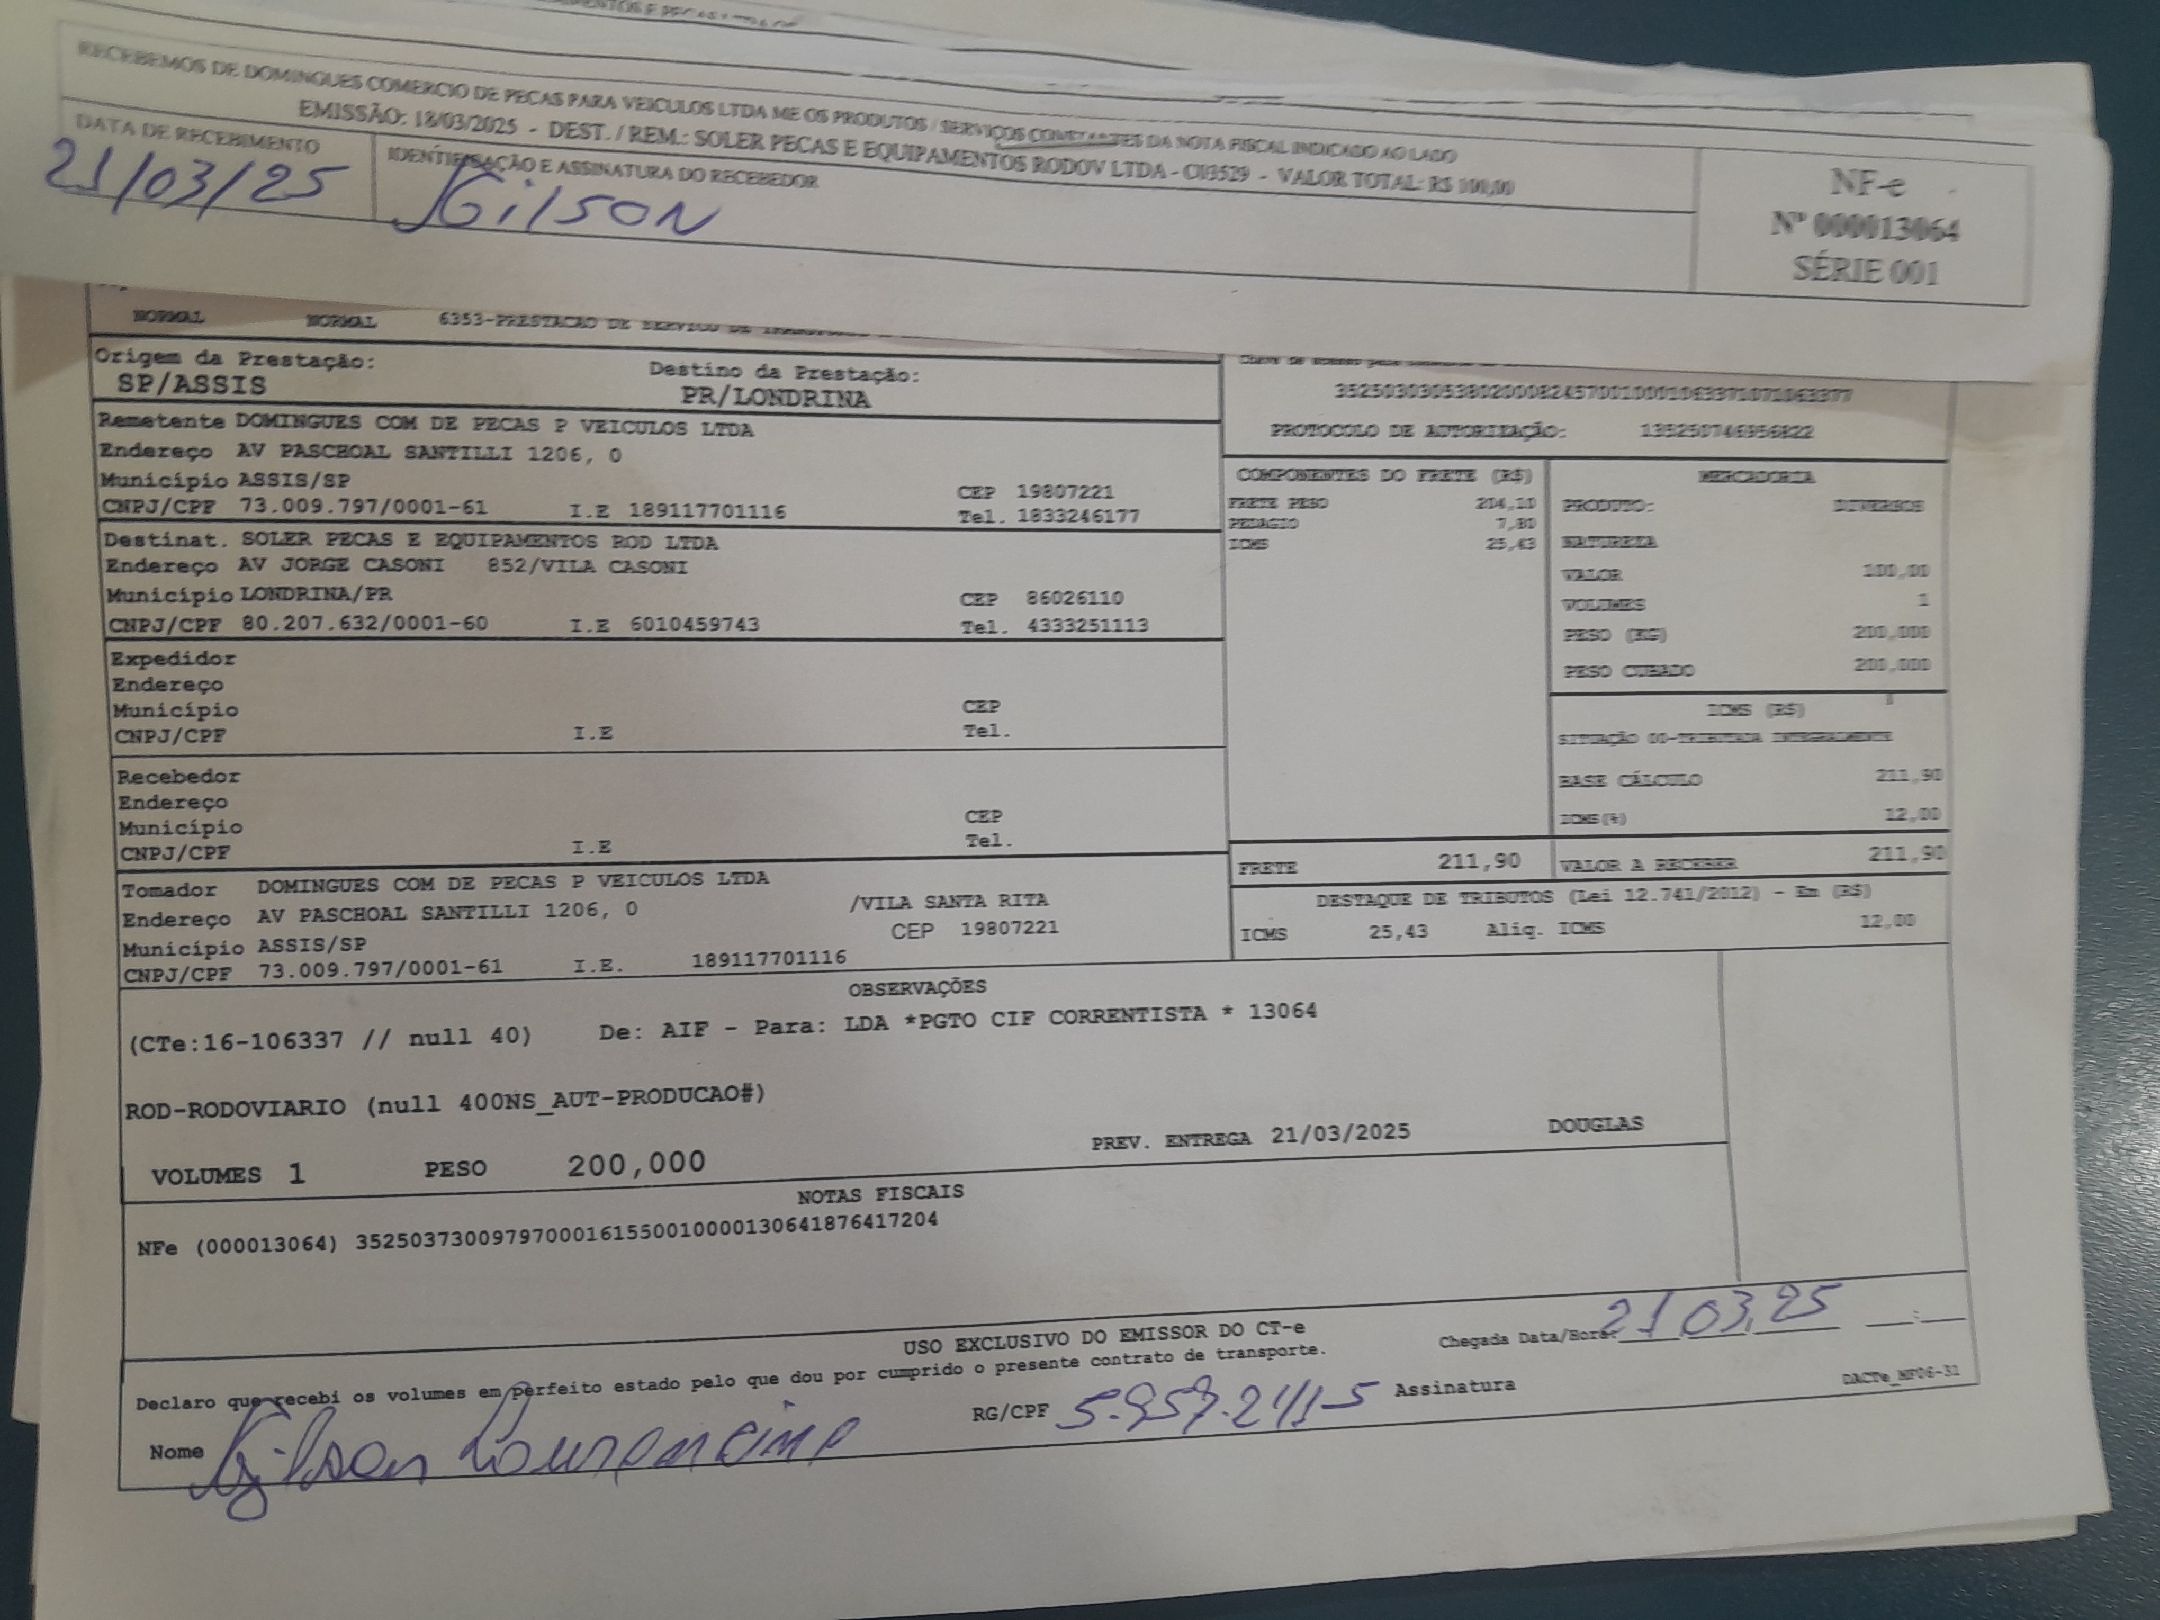 RECEBEMOS DE DOMINGUES COMERCIO DE PECAS PARA VEICULOS LTDA ME OS PRODUTOS / SERVIÇOS CONSTANTES DA NOTA FISCAL INDICADO AO LADO
EMISSÃO: 18/03/2025 - DEST. / REM.: SOLER PECAS E EQUIPAMENTOS RODOV LTDA - C03529 - VALOR TOTAL: R$ 100,00
DATA DE RECEBIMENTO
21/03/25
IDENTIFICAÇÃO E ASSINATURA DO RECEBEDOR
Gilson
NF-e
Nº 000013064
SÉRIE 001
NORMAL NORMAL 6353-PRESTACAO DE SERVICO DE
Origem da Prestação:
SP/ASSIS
Destino da Prestação:
PR/LONDRINA
Remetente DOMINGUES COM DE PECAS P VEICULOS LTDA
Endereço AV PASCHOAL SANTILLI 1206, 0
Município ASSIS/SP CEP 19807221
CNPJ/CPF 73.009.797/0001-61 I.E 189117701116 Tel. 1833246177
Destinat. SOLER PECAS E EQUIPAMENTOS ROD LTDA
Endereço AV JORGE CASONI 852/VILA CASONI
Município LONDRINA/PR CEP 86026110
CNPJ/CPF 80.207.632/0001-60 I.E 6010459743 Tel. 4333251113
Expedidor
Endereço
Município CEP
CNPJ/CPF I.E Tel.
Recebedor
Endereço
Município CEP
CNPJ/CPF I.E Tel.
Tomador DOMINGUES COM DE PECAS P VEICULOS LTDA
Endereço AV PASCHOAL SANTILLI 1206, 0 /VILA SANTA RITA
Município ASSIS/SP CEP 19807221
CNPJ/CPF 73.009.797/0001-61 I.E. 189117701116
PROTOCOLO DE AUTORIZAÇÃO: 135250746956822
COMPONENTES DO FRETE (R$)
FRETE PESO 204,10
PEDAGIO 7,80
ICMS 25,43
MERCADORIA
PRODUTO: DIVERSOS
NATUREZA
VALOR 100,00
VOLUMES 1
PESO (KG) 200,000
PESO CUBADO 200,000
ICMS (R$)
SITUAÇÃO 00-TRIBUTADA INTEGRALMENTE
BASE CÁLCULO 211,90
ICMS(%) 12,00
FRETE 211,90
VALOR A RECEBER 211,90
DESTAQUE DE TRIBUTOS (Lei 12.741/2012) - Em (R$)
ICMS 25,43 Aliq. ICMS 12,00
OBSERVAÇÕES
(CTe:16-106337 // null 40) De: AIF - Para: LDA *PGTO CIF CORRENTISTA * 13064
ROD-RODOVIARIO (null 400NS_AUT-PRODUCAO#)
PREV. ENTREGA 21/03/2025 DOUGLAS
VOLUMES 1 PESO 200,000
NOTAS FISCAIS
NFe (000013064) 35250373009797000161550010000130641876417204
USO EXCLUSIVO DO EMISSOR DO CT-e
Chegada Data/Hora: 21 03, 25
Declaro que recebi os volumes em perfeito estado pelo que dou por cumprido o presente contrato de transporte.
Nome Gilson
RG/CPF Assinatura
DACTe_MF06-31